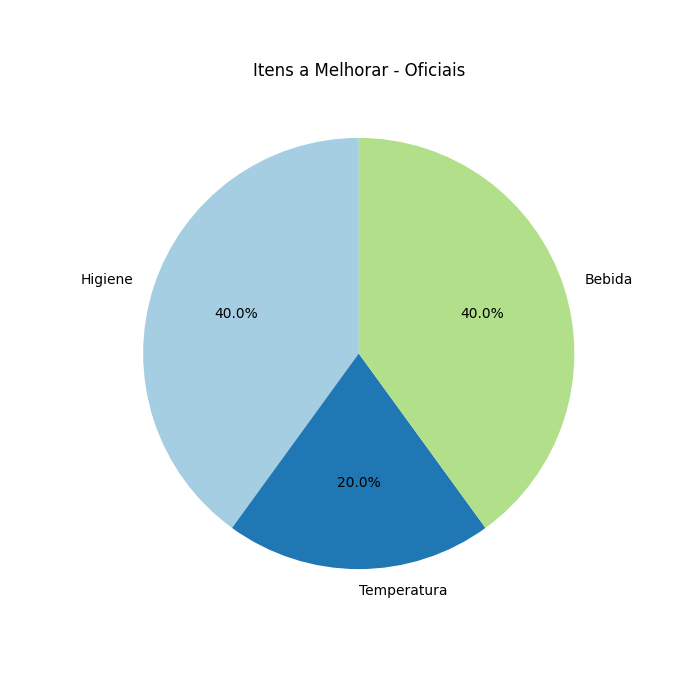 Itens a Melhorar - Oficiais
Higiene
Bebida
40.0%
40.0%
20.0%
Temperatura